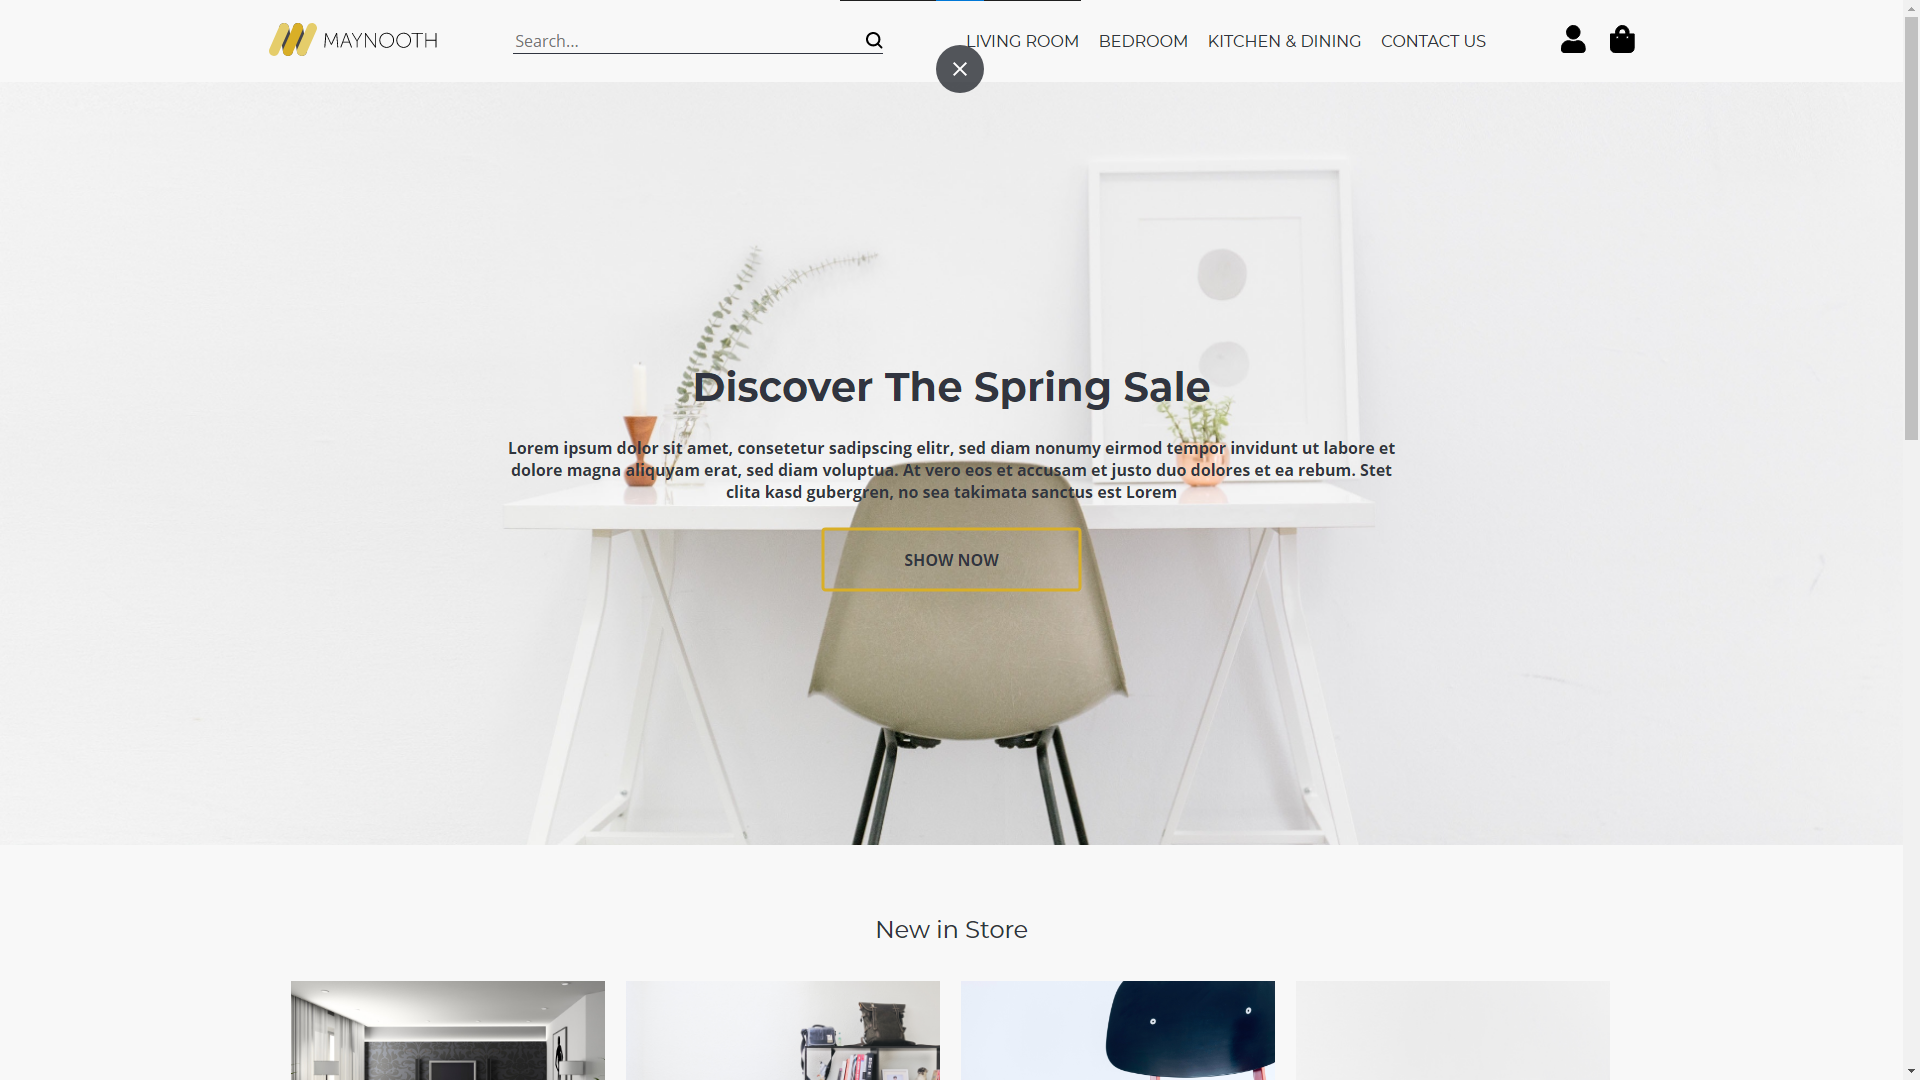 MAYNOOTH
Search...
LIVING ROOM
BEDROOM
KITCHEN & DINING
CONTACT US
Discover The Spring Sale
Lorem ipsum dolor sit amet, consetetur sadipscing elitr, sed diam nonumy eirmod tempor invidunt ut labore et
dolore magna aliquyam erat, sed diam voluptua. At vero eos et accusam et justo duo dolores et ea rebum. Stet
clita kasd gubergren, no sea takimata sanctus est Lorem
SHOW NOW
New in Store